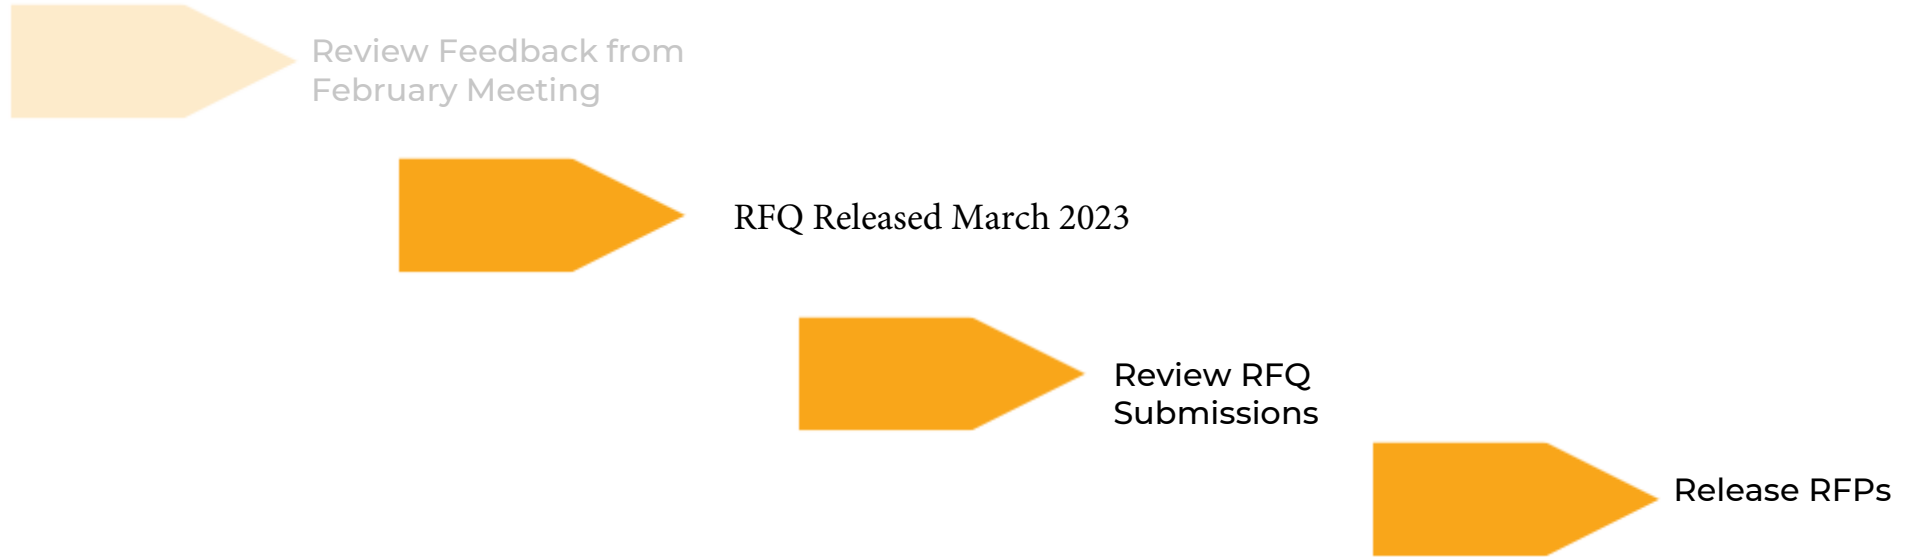 Review Feedback from
February Meeting
RFQ Released March 2023
Review RFQ
Submissions
Release RFPs